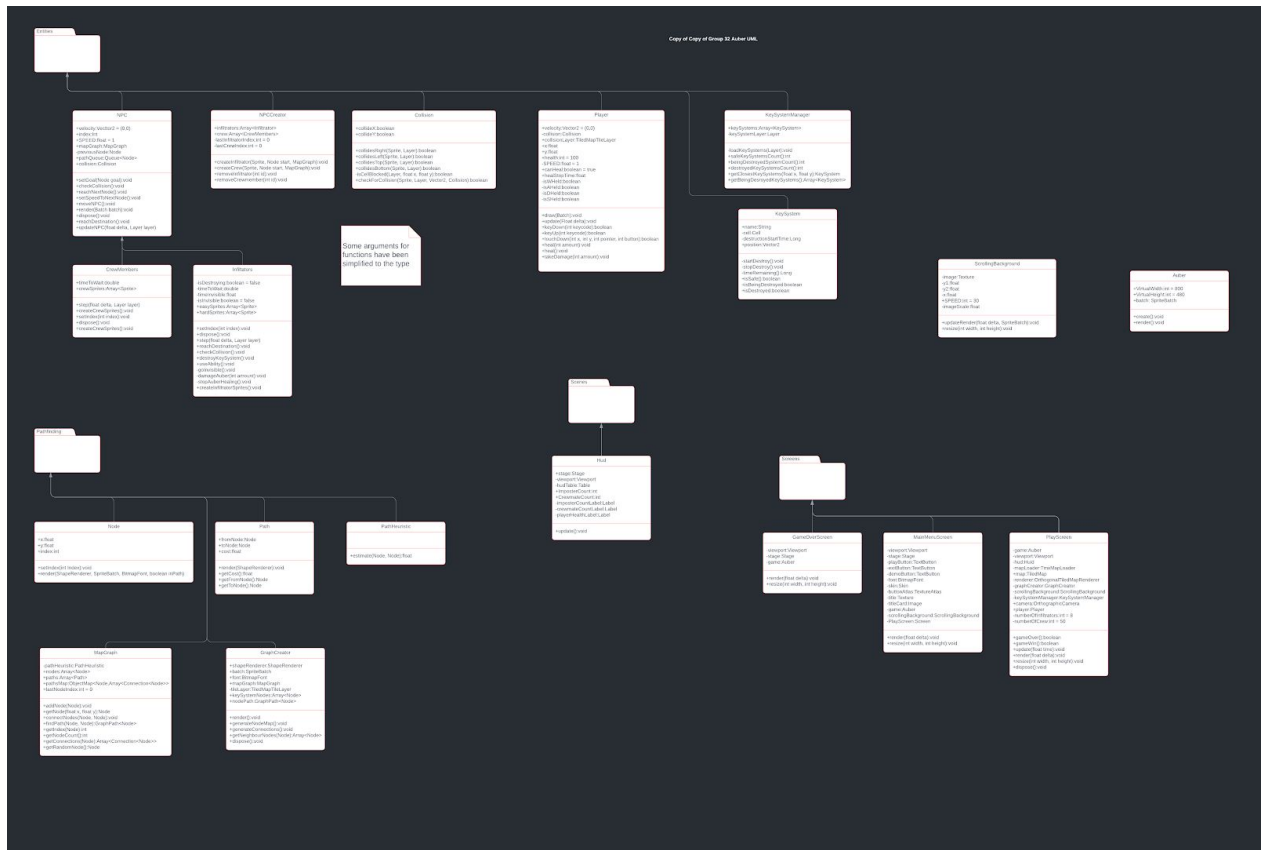 Copy of Copy of Group 32 Auber UML
Entities
NPC
+velocity:Vector2 = (0,0)
+index:int
+SPEED:float = 1
+mapGraph:MapGraph
+previousNode:Node
+pathQueue:Queue<Node>
+collision:Collision
+setGoal(Node goal):void
+checkCollision():void
+reachNextNode():void
+setSpeedToNextNode():void
+moveNPC():void
+render(Batch batch):void
+dispose():void
+reachDestination():void
+updateNPC(float delta, Layer layer)
NPCCreator
+infiltrators:Array<Infiltrator>
+crew:Array<CrewMembers>
-lastInfiltratorIndex:int = 0
-lastCrewIndex:int = 0
+createInfiltrator(Sprite, Node start, MapGraph):void
+createCrew(Sprite, Node start, MapGraph):void
+removeInfiltrator(int id):void
+removeCrewmember(int id):void
Collision
+collideX:boolean
+collideY:boolean
+collidesRight(Sprite, Layer):boolean
+collidesLeft(Sprite, Layer):boolean
+collidesTop(Sprite, Layer):boolean
+collidesBottom(Sprite, Layer):boolean
+isCellBlocked(Layer, float x, float y):boolean
+checkForCollision(Sprite, Layer, Vector2, Collision):boolean
Player
+velocity:Vector2 = (0,0)
-collision:Collision
+collisionLayer:TiledMapTileLayer
+x:float
+y:float
+health:int = 100
-SPEED:float = 1
+canHeal:boolean = true
+healStopTime:float
-isWHeld:boolean
-isAHeld:boolean
-isDHeld:boolean
-isSHeld:boolean
+draw(Batch):void
+update(Float delta):void
+keyDown(int keycode):boolean
+keyUp(int keycode):boolean
+touchDown(int x, int y, int pointer, int button):boolean
+heal(int amount):void
+heal():void
+takeDamage(int amount):void
KeySystemManager
+keySystems:Array<KeySystem>
-keySystemLayer:Layer
-loadKeySystems(Layer):void
+safeKeySystemsCount():int
+beingDestroyedSystemCount():int
+destroyedKeySystemsCount():int
+getClosestKeySystem(float x, float y):KeySystem
+getBeingDestroyedKeySystems():Array<KeySystem>
KeySystem
+name:String
-cell:Cell
-destructionStartTime:Long
+position:Vector2
-startDestroy():void
-stopDestroy():void
-timeRemaining():Long
+isSafe():boolean
+isBeingDestroyed:boolean
+isDestroyed:boolean
Some arguments for
functions have been
simplified to the type
CrewMembers
+timeToWait:double
+crewSprites:Array<Sprite>
+step(float delta, Layer layer)
+createCrewSprites():void
+setIndex(int index):void
+dispose():void
+createCrewSprites():void
Infiltrators
-isDestroying:boolean = false
-timeToWait:double
-timeInvisible:float
-isInvisible:boolean = false
+easySprites:Array<Sprite>
+hardSprites:Array<Sprite>
+setIndex(int index):void
+dispose():void
+step(float delta, Layer layer)
+reachDestination():void
+checkCollision():void
+destroyKeySystem():void
+useAbility():void
-goInvisible():void
-damageAuber(int amount):void
-stopAuberHealing():void
+createInfiltratorSprites():void
ScrollingBackground
-image:Texture
-y1:float
-y2:float
-x:float
+SPEED:int = 30
-imageScale:float
+updateRender(float delta, SpriteBatch):void
+resize(int width, int height):void
Auber
+VirtualWidth:int = 800
+VirtualHeight:int = 480
+batch: SpriteBatch
+create():void
+render():void
Scenes
Hud
+stage:Stage
-viewport:Viewport
-hudTable:Table
+ImposterCount:int
+CrewmateCount:int
-imposterCountLabel:Label
-crewmateCountLabel:Label
-playerHealthLabel:Label
+update():void
Pathfinding
Node
+x:float
+y:float
+index:int
+setIndex(int index):void
+render(ShapeRenderer, SpriteBatch, BitmapFont, boolean inPath).
Path
+fromNode:Node
+toNode:Node
+cost:float
+render(ShapeRenderer):void
+getCost():float
+getFromNode():Node
+getToNode():Node
PathHeuristic
+estimate(Node, Node):float
MapGraph
-pathHeuristic:PathHeuristic
+nodes:Array<Node>
+paths:Array<Path>
+pathsMap:ObjectMap<Node,Array<Connection<Node>>>
-lastNodeIndex:int = 0
+addNode(Node):void
+getNode(float x, float y):Node
+connectNodes(Node, Node):void
+findPath(Node, Node):GraphPath<Node>
+getIndex(Node):int
+getNodeCount():int
+getConnections(Node):Array<Connection<Node>>
+getRandomNode():Node
GraphCreator
+shapeRenderer:ShapeRenderer
+batch:SpriteBatch
+font:BitmapFont
+mapGraph:MapGraph
-tileLayer:TiledMapTileLayer
+keySystemNodes:Array<Node>
+nodePath:GraphPath<Node>
+render():void
+generateNodeMap():void
+generateConnections():void
+getNeighbourNodes(Node):Array<Node>
+dispose():void
Screens
GameOverScreen
-viewport:Viewport
-stage:Stage
-game:Auber
+render(float delta):void
+resize(int width, int height):void
MainMenuScreen
-viewport:Viewport
-stage:Stage
-playButton:TextButton
-exitButton:TextButton
-demoButton:TextButton
-font:BitmapFont
-skin:Skin
-buttonAtlas:TextureAtlas
-title:Texture
-titleCard:Image
-game:Auber
-scrollingBackground:ScrollingBackground
-PlayScreen:Screen
+render(float delta):void
+resize(int width, int height):void
PlayScreen
-game:Auber
-viewport:Viewport
-hud:Hud
-mapLoader:TmxMapLoader
+map:TiledMap
-renderer:OrthogonalTiledMapRenderer
-graphCreator:GraphCreator
-scrollingBackground:ScrollingBackground
-keySystemManager:KeySystemManager
+camera:OrthographicCamera
+player:Player
-numberOfInfiltrators:int = 8
-numberOfCrew:int = 50
+gameOver():boolean
+gameWin():boolean
+update(float time):void
+render(float delta):void
+resize(int width, int height):void
+dispose():void